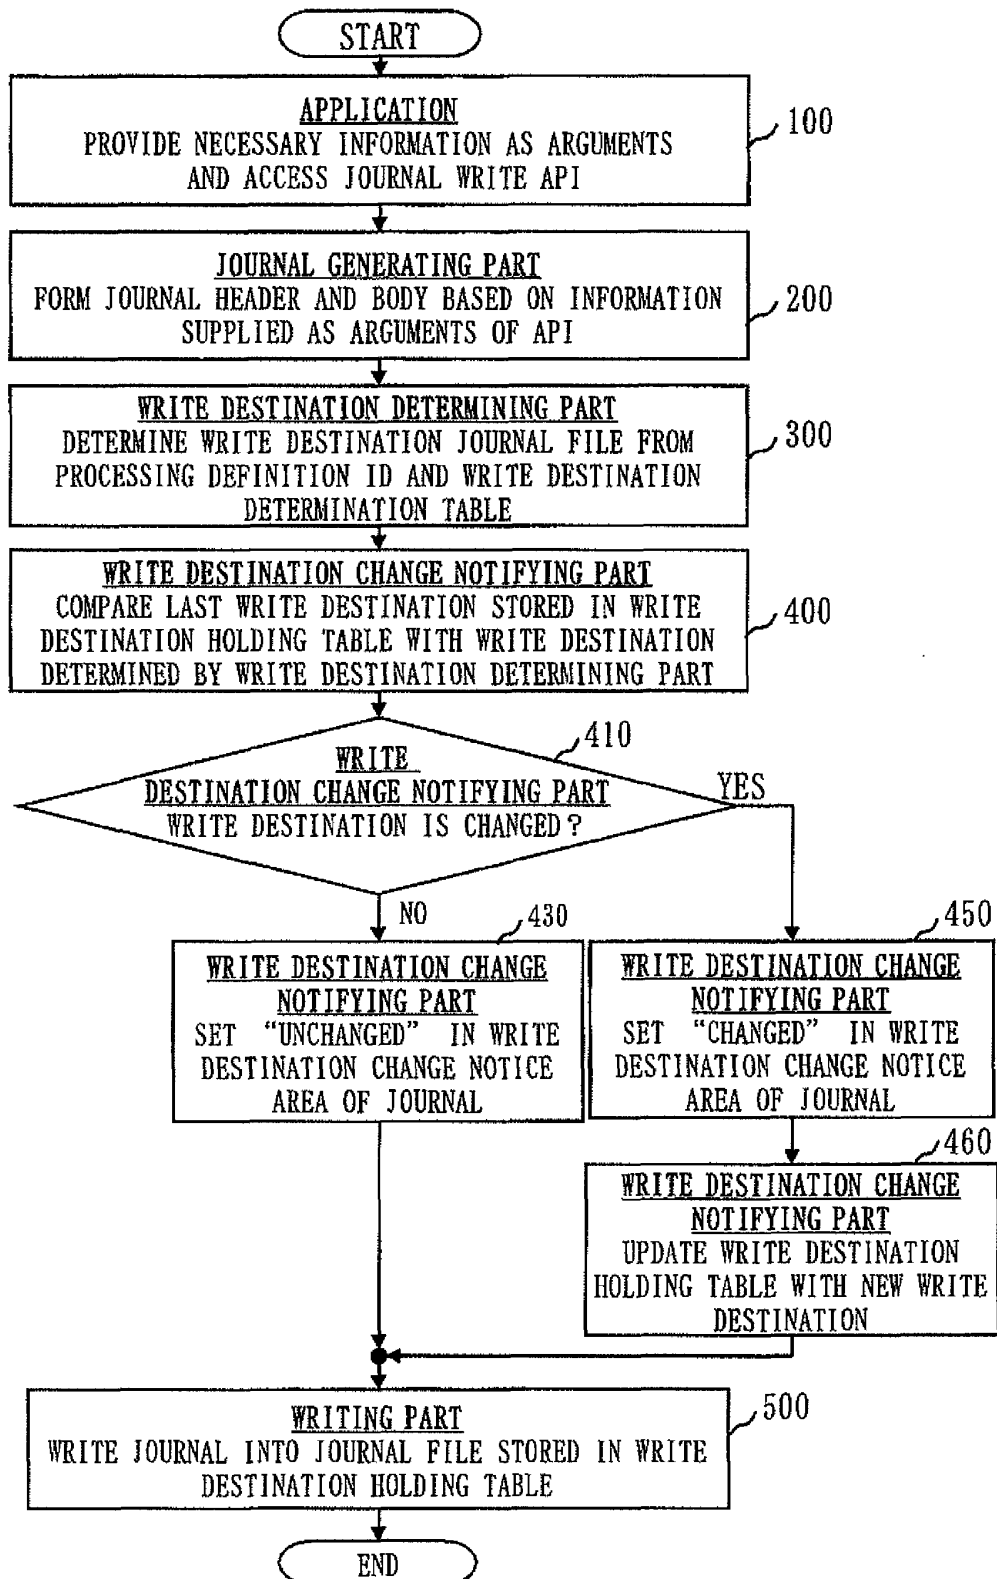 START
APPLICATION
PROVIDE NECESSARY INFORMATION AS ARGUMENTS
AND ACCESS JOURNAL WRITE API
100
JOURNAL GENERATING PART
FORM JOURNAL HEADER AND BODY BASED ON INFORMATION
SUPPLIED AS ARGUMENTS OF API
200
WRITE DESTINATION DETERMINING PART
DETERMINE WRITE DESTINATION JOURNAL FILE FROM
PROCESSING DEFINITION ID AND WRITE DESTINATION
DETERMINATION TABLE
300
WRITE DESTINATION CHANGE NOTIFYING PART
COMPARE LAST WRITE DESTINATION STORED IN WRITE
DESTINATION HOLDING TABLE WITH WRITE DESTINATION
DETERMINED BY WRITE DESTINATION DETERMINING PART
400
410
WRITE
DESTINATION CHANGE NOTIFYING PART
WRITE DESTINATION IS CHANGED?
YES
NO
430
WRITE DESTINATION CHANGE
NOTIFYING PART
SET "UNCHANGED" IN WRITE
DESTINATION CHANGE NOTICE
AREA OF JOURNAL
450
WRITE DESTINATION CHANGE
NOTIFYING PART
SET "CHANGED" IN WRITE
DESTINATION CHANGE NOTICE
AREA OF JOURNAL
460
WRITE DESTINATION CHANGE
NOTIFYING PART
UPDATE WRITE DESTINATION
HOLDING TABLE WITH NEW WRITE
DESTINATION
WRITING PART
WRITE JOURNAL INTO JOURNAL FILE STORED IN WRITE
DESTINATION HOLDING TABLE
500
END